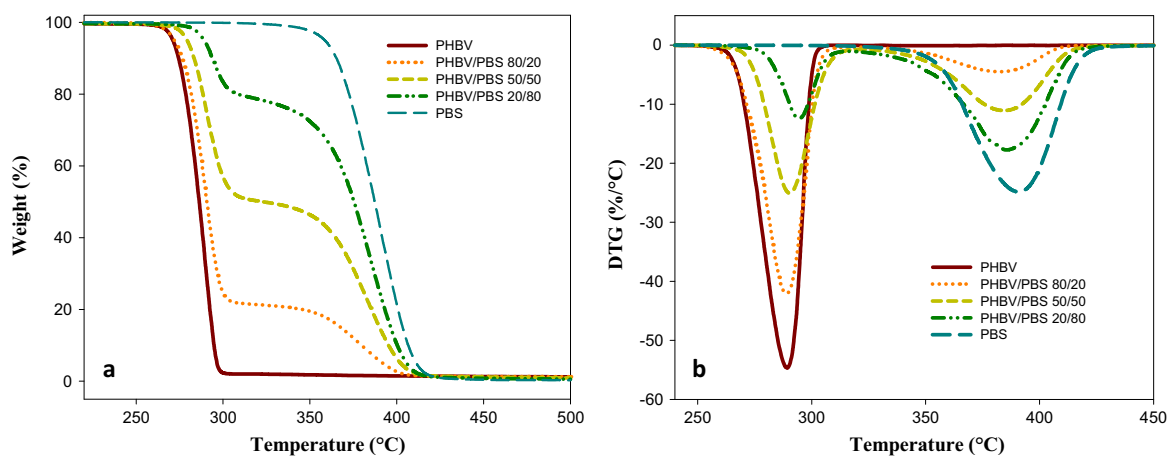 100
80
60
40
20
0
Weight (%)
PHBV
PHBV/PBS 80/20
PHBV/PBS 50/50
PHBV/PBS 20/80
PBS
a
250
300
350
400
450
500
Temperature (°C)
0
-10
-20
-30
-40
-50
-60
DTG (%/°C)
PHBV
PHBV/PBS 80/20
PHBV/PBS 50/50
PHBV/PBS 20/80
PBS
b
250
300
350
400
450
Temperature (°C)